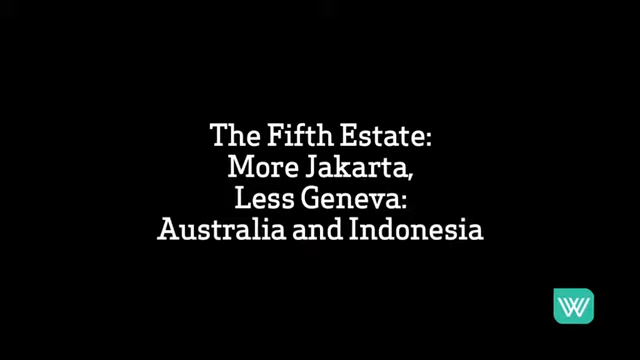 The Fifth Estate:
More Jakarta,
Less Geneva:
Australia and Indonesia
W